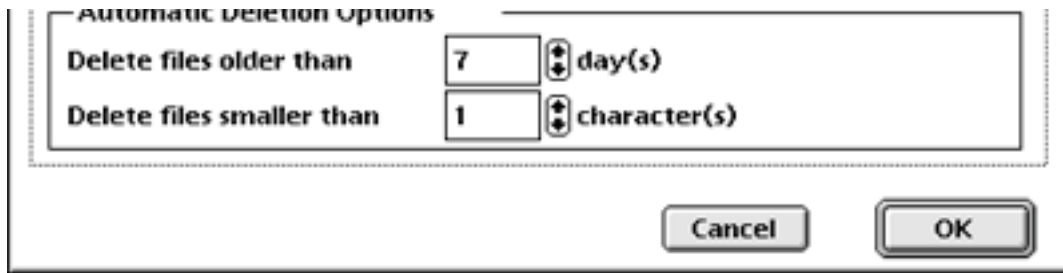 Automatic Deletion Options
Delete files older than 7 day(s)
Delete files smaller than 1 character(s)
Cancel OK